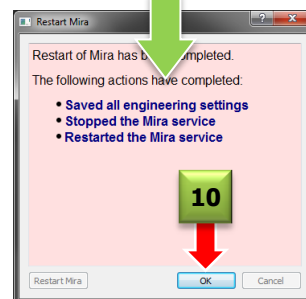 Restart Mira
Restart of Mira has b mpleted.
The following actions have completed:
• Saved all engineering settings
• Stopped the Mira service
• Restarted the Mira service
10
Restart Mira OK Cancel